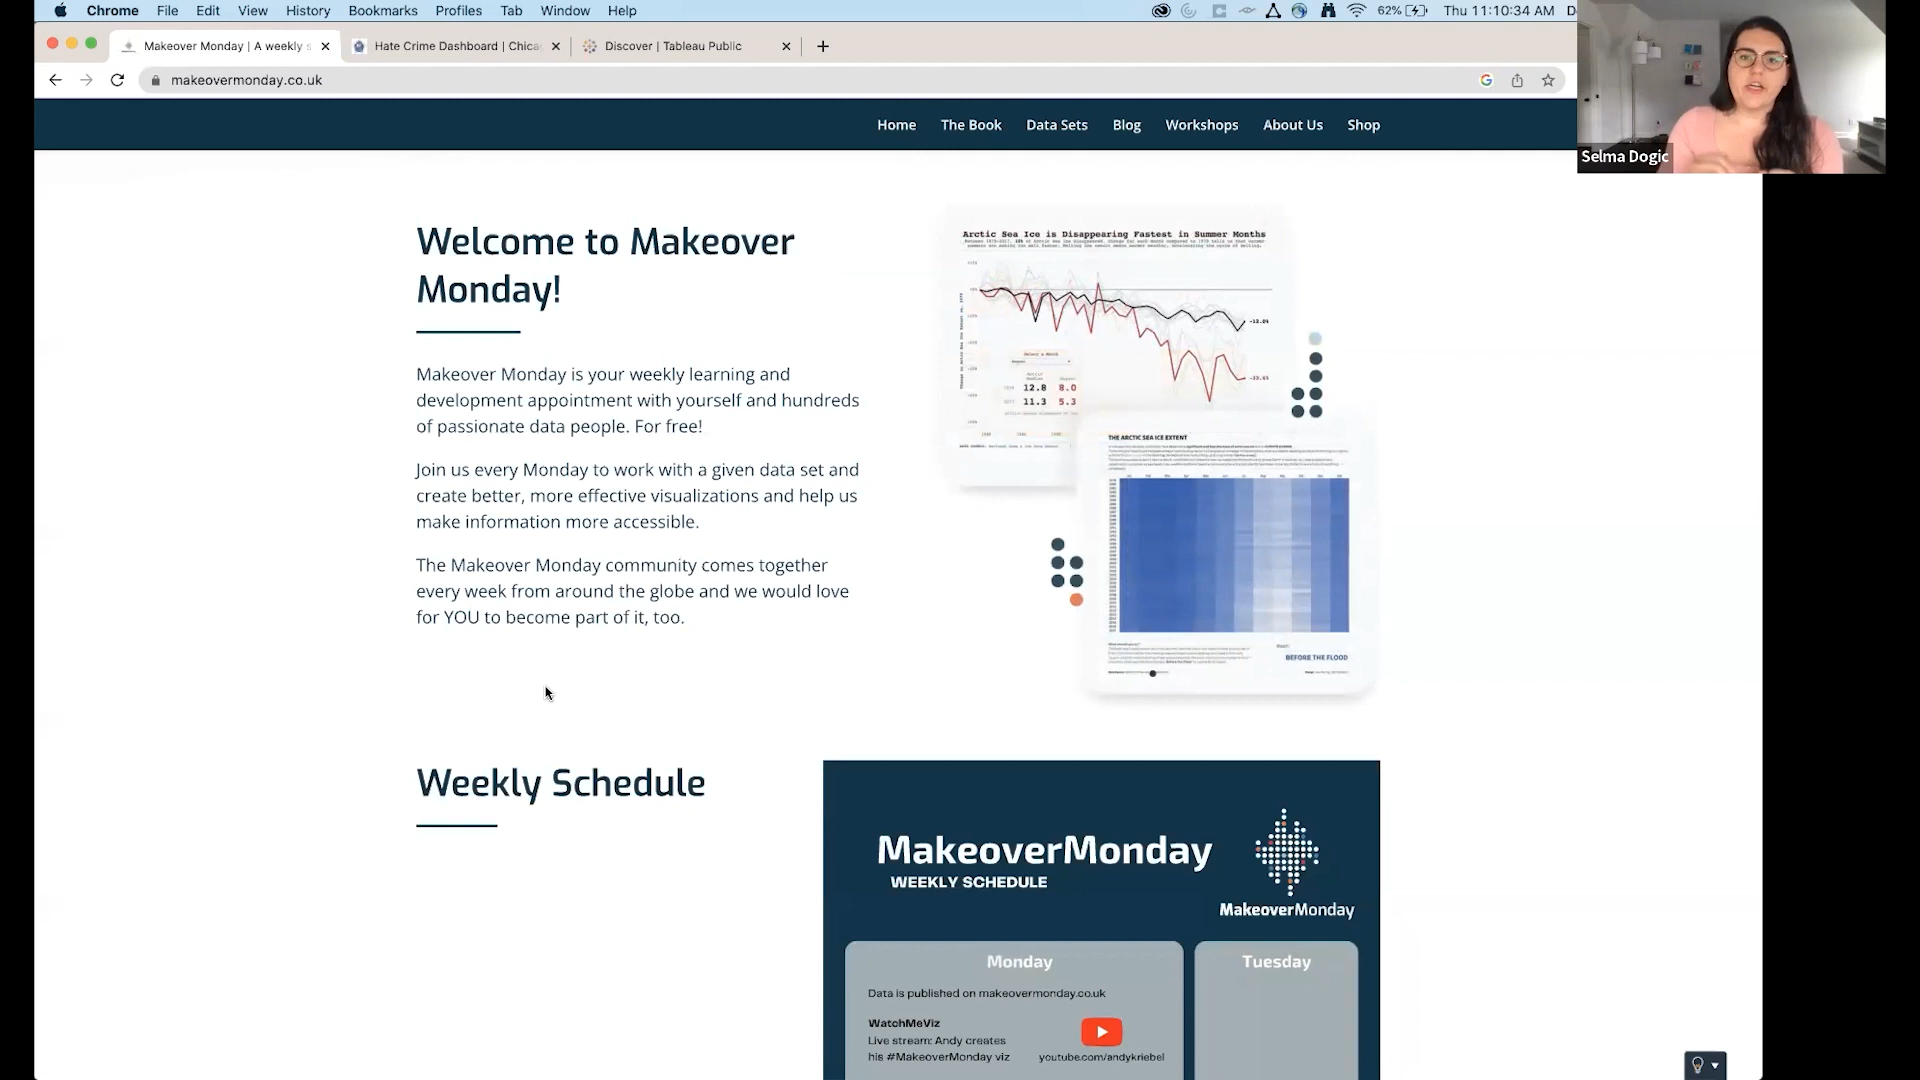 Chrome File Edit View History Bookmarks Profiles Tab Window Help
62%
Thu 11:10:34 AM
Makeover Monday | A weekly s
Hate Crime Dashboard | Chica
Discover | Tableau Public
makeovermonday.co.uk
Selma Dogic
Home The Book Data Sets Blog Workshops About Us Shop
Welcome to Makeover
Monday!
Makeover Monday is your weekly learning and
development appointment with yourself and hundreds
of passionate data people. For free!
Join us every Monday to work with a given data set and
create better, more effective visualizations and help us
make information more accessible.
The Makeover Monday community comes together
every week from around the globe and we would love
for YOU to become part of it, too.
Arctic Sea Ice is Disappearing Fastest in Summer Months
Select a Month
12.8 8.0
11.3 5.3
THE ARCTIC SEA ICE EXTENT
BEFORE THE FLOOD
Weekly Schedule
MakeoverMonday
WEEKLY SCHEDULE
MakeoverMonday
Monday
Data is published on makeovermonday.co.uk
WatchMeViz
Live stream: Andy creates
his #MakeoverMonday viz
youtube.com/andykriebel
Tuesday